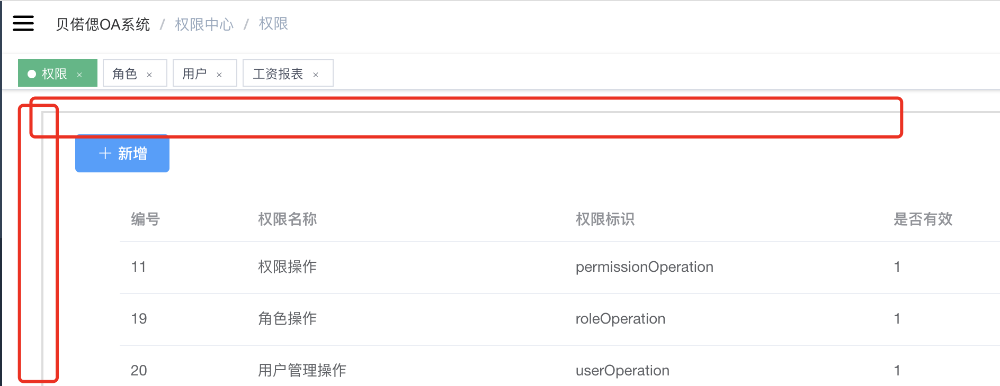 贝偌偲OA系统 / 权限中心 / 权限
权限 × 角色 × 用户 × 工资报表 ×
+ 新增
编号 权限名称 权限标识 是否有效
11 权限操作 permissionOperation 1
19 角色操作 roleOperation 1
20 用户管理操作 userOperation 1